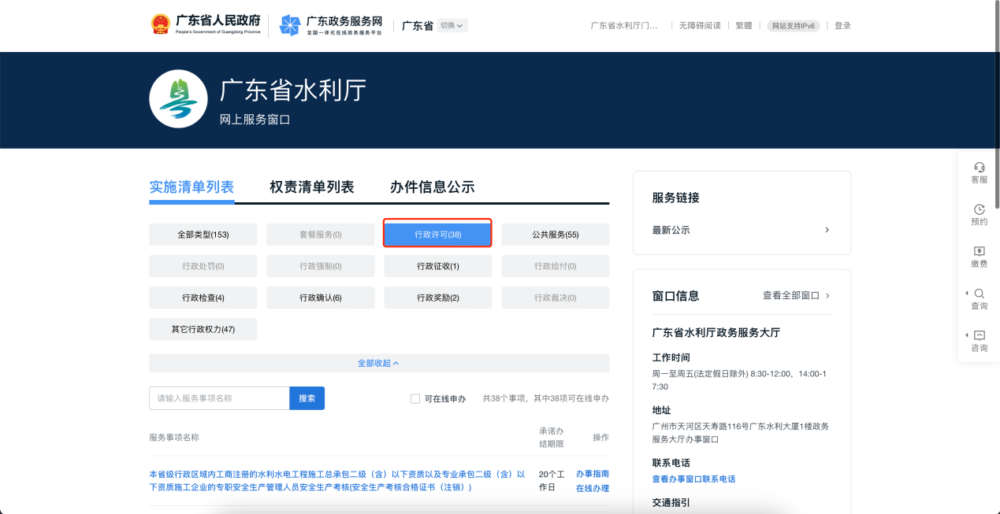 广东省人民政府
People's Government of Guangdong Province
广东政务服务网
全国一体化在线政务服务平台
广东省 切换
广东省水利厅门... 无障碍阅读 繁體 网站支持IPv6 登录
广东省水利厅
网上服务窗口
实施清单列表 权责清单列表 办件信息公示
全部类型(153) 套餐服务(0) 行政许可(38) 公共服务(55)
行政处罚(0) 行政强制(0) 行政征收(1) 行政给付(0)
行政检查(4) 行政确认(6) 行政奖励(2) 行政裁决(0)
其它行政权力(47)
全部收起
请输入服务事项名称 搜索 可在线申办 共38个事项，其中38项可在线申办
服务事项名称 承诺办
结期限 操作
本省级行政区域内工商注册的水利水电工程施工总承包二级（含）以下资质以及专业承包二级（含）以
下资质施工企业的专职安全生产管理人员安全生产考核(安全生产考核合格证书（注销）)
20个工
作日
办事指南
在线办理
服务链接
最新公示
窗口信息 查看全部窗口
广东省水利厅政务服务大厅
工作时间
周一至周五(法定假日除外) 8:30-12:00，14:00-1
7:30
地址
广州市天河区天寿路116号广东水利大厦1楼政务
服务大厅办事窗口
联系电话
查看办事窗口联系电话
交通指引
客服
预约
缴费
查询
咨询